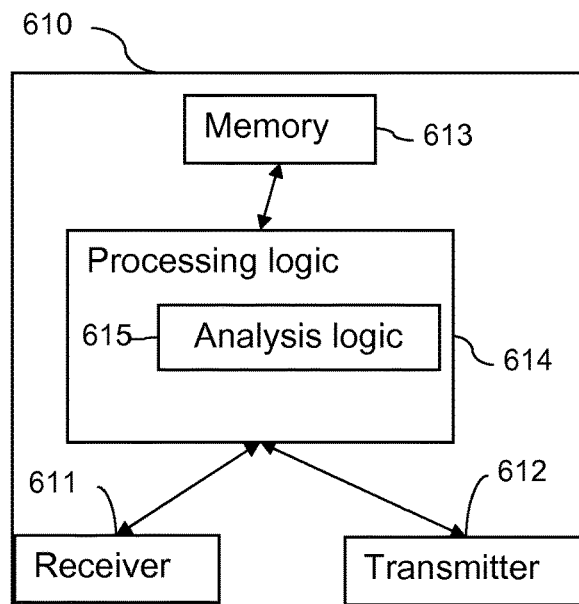 610
Memory
613
Processing logic
615
Analysis logic
614
611
612
Receiver
Transmitter